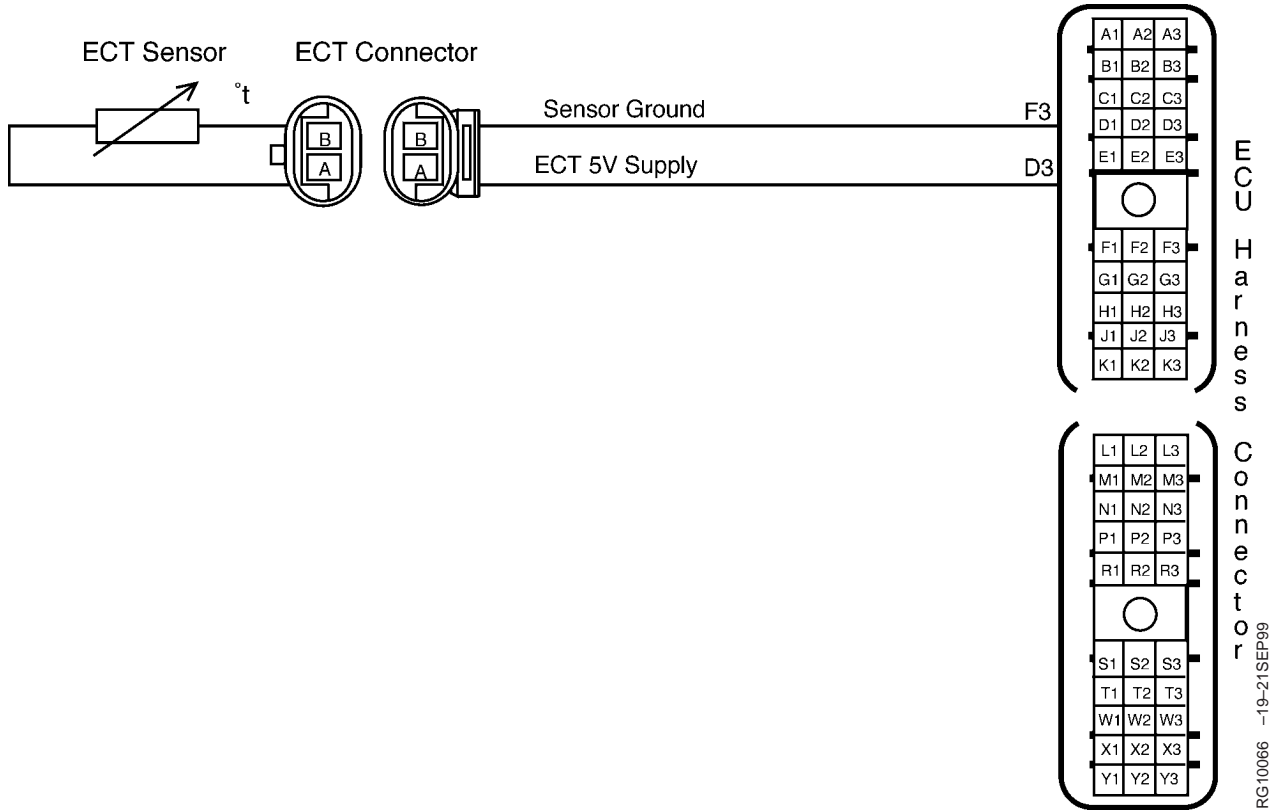 ECT Sensor
°t
ECT Connector
B
A
B
A
Sensor Ground
ECT 5V Supply
F3
D3
A1 A2 A3
B1 B2 B3
C1 C2 C3
D1 D2 D3
E1 E2 E3
F1 F2 F3
G1 G2 G3
H1 H2 H3
J1 J2 J3
K1 K2 K3
L1 L2 L3
M1 M2 M3
N1 N2 N3
P1 P2 P3
R1 R2 R3
S1 S2 S3
T1 T2 T3
W1 W2 W3
X1 X2 X3
Y1 Y2 Y3
ECU Harness Connector
RG10066 –19–21SEP99